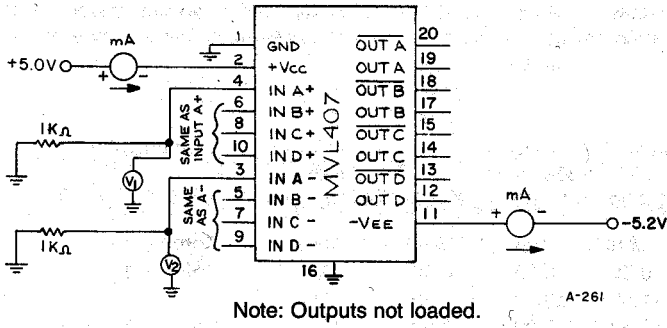 mA
+5.0V
+ -
1 GND
2 +Vcc
4 IN A+
6 IN B+
8 IN C+
10 IN D+
3 IN A-
5 IN B-
7 IN C-
9 IN D-
SAME AS INPUT A+
SAME AS A-
1KΩ
V1
1KΩ
V2
MVL407
20 OUT A
19 OUT A
18 OUT B
17 OUT B
15 OUT C
14 OUT C
13 OUT D
12 OUT D
11 -VEE
16
mA
+ -
-5.2V
A-261
Note: Outputs not loaded.